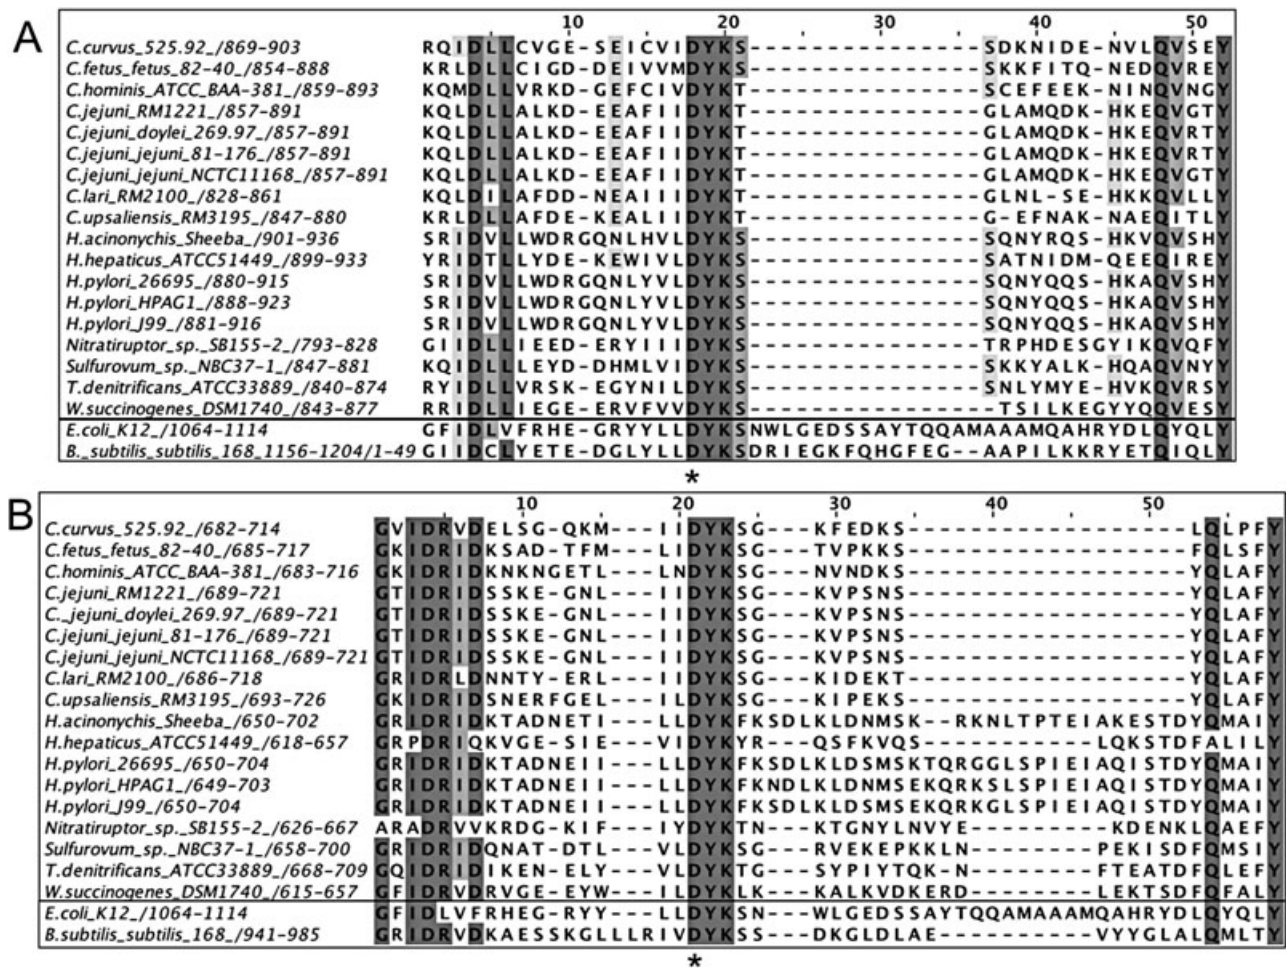 A
10 20 30 40 50
C.curvus_525.92_/869-903 RQIDLLCVGE-SEICVIDYKS---------------SDKNIDE-NVLQVSEY
C.fetus_fetus_82-40_/854-888 KRLDLLCIGD-DEIVVMDYKS---------------SKKFITQ-NEDQVREY
C.hominis_ATCC_BAA-381_/859-893 KQMDLLVRKD-GEFCIVDYKT---------------SCEFEEK-NINQVNGY
C.jejuni_RM1221_/857-891 KQLDLLALKD-EEAFIIDYKT---------------GLAMQDK-HKEQVGTY
C.jejuni_doylei_269.97_/857-891 KQLDLLALKD-EEAFIIDYKT---------------GLAMQDK-HKEQVRTY
C.jejuni_jejuni_81-176_/857-891 KQLDLLALKD-EEAFIIDYKT---------------GLAMQDK-HKEQVRTY
C.jejuni_jejuni_NCTC11168_/857-891 KQLDLLALKD-EEAFIIDYKT---------------GLAMQDK-HKEQVGTY
C.lari_RM2100_/828-861 KQLDILAFDD-NEAIIIDYKT---------------GLNL-SE-HKKQVLLY
C.upsaliensis_RM3195_/847-880 KRLDLLAFDE-KEALIIDYKT---------------G-EFNAK-NAEQITLY
H.acinonychis_Sheeba_/901-936 SRIDVLLWDRGQNLHVLDYKS---------------SQNYRQS-HKVQVSHY
H.hepaticus_ATCC51449_/899-933 YRIDTLLYDE-KEWIVLDYKS---------------SATNIDM-QEEQIREY
H.pylori_26695_/880-915 SRIDVLLWDRGQNLYVLDYKS---------------SQNYQQS-HKAQVSHY
H.pylori_HPAG1_/888-923 SRIDVLLWDRGQNLYVLDYKS---------------SQNYQQS-HKAQVSHY
H.pylori_J99_/881-916 SRIDVLLWDRGQNLYVLDYKS---------------SQNYQQS-HKAQVSHY
Nitratiruptor_sp._SB155-2_/793-828 GIIDLLIEED-ERYIIIDYKS---------------TRPHDESGYIKQVQFY
Sulfurovum_sp._NBC37-1_/847-881 KQIDLLLEYD-DHMLVIDYKS---------------SKKYALK-HQAQVNYY
T.denitrificans_ATCC33889_/840-874 RYIDLLVRSK-EGYNILDYKS---------------SNLYMYE-HVKQVRSY
W.succinogenes_DSM1740_/843-877 RRIDLLIEGE-ERVFVVDYKS----------------TSILKEGYYQQVESY
E.coli_K12_/1064-1114 GFIDLVFRHE-GRYYLLDYKSNWLGEDSSAYTQQAMAAAMQAHRYDLQYQLY
B._subtilis_subtilis_168_1156-1204/1-49 GIIDCLYETE-DGLYLLDYKSDRIEGKFQHGFEG--AAPILKKRYETQIQLY
*
B
10 20 30 40 50
C.curvus_525.92_/682-714 GVIDRVDELSG-QKM---IIDYKSG---KFEDKS------------------LQLPFY
C.fetus_fetus_82-40_/685-717 GKIDRIDKSAD-TFM---LIDYKSG---TVPKKS------------------FQLSFY
C.hominis_ATCC_BAA-381_/683-716 GKIDRIDKNKNGETL---LNDYKSG---NVNDKS------------------YQLAFY
C.jejuni_RM1221_/689-721 GTIDRIDSSKE-GNL---IIDYKSG---KVPSNS------------------YQLAFY
C._jejuni_doylei_269.97_/689-721 GTIDRIDSSKE-GNL---IIDYKSG---KVPSNS------------------YQLAFY
C.jejuni_jejuni_81-176_/689-721 GTIDRIDSSKE-GNL---IIDYKSG---KVPSNS------------------YQLAFY
C.jejuni_jejuni_NCTC11168_/689-721 GTIDRIDSSKE-GNL---IIDYKSG---KVPSNS------------------YQLAFY
C.lari_RM2100_/686-718 GTIDRLDNNTY-ERL---IIDYKSG---KIDEKT------------------YQLAFY
C.upsaliensis_RM3195_/693-726 GKIDRIDSNERFGEL---IIDYKSG---KIPEKS------------------YQLAFY
H.acinonychis_Sheeba_/650-702 GRIDRIDKTADNETI---LLDYKFKSDLKLDNMSK--RKNLTPTEIAKESTDYQMAIY
H.hepaticus_ATCC51449_/618-657 GRPDRIQKVGE-SIE---VIDYKYR---QSFKVQS-----------LQKSTDFALILY
H.pylori_26695_/650-704 GRIDRIDKTADNEII---LLDYKFKSDLKLDSMSKTQRGGLSPIEIAQISTDYQMAIY
H.pylori_HPAG1_/649-703 GRIDRIDKTADNEII---LLDYKFKNDLKLDNMSEKQRKSLSPIEIAQISTDYQMAIY
H.pylori_J99_/650-704 GRIDRIDKTADNEII---LLDYKFKSDLKLDSMSEKQRKGLSPIEIAQISTDYQMAIY
Nitratiruptor_sp._SB155-2_/626-667 ARADRVVKRDG-KIF---IYDYKTN---KTGNYLNVYE---------KDENKLQAEFY
Sulfurovum_sp._NBC37-1_/658-700 GRIDRIDQNAT-DTL---VLDYKSG---RVEKEPKKLN--------PEKISDFQMSIY
T.denitrificans_ATCC33889_/668-709 GQIDRIDIKEN-ELY---VLDYKTG---SYPIYTQK-N--------FTEATDFQLEFY
W.succinogenes_DSM1740_/615-657 GFIDRVDRVGE-EYW---ILDYKLK---KALKVDKERD--------LEKTSDFQFALY
E.coli_K12_/1064-1114 GFIDLVFRHEG-RYY---LLDYKSN---WLGEDSSAYTQQAMAAAMQAHRYDLQYQLY
B.subtilis_subtilis_168_/941-985 GRIDRVDKAESSKGLLLRIVDYKSS---DKGLDLAE----------VYYGLALQMLTY
*